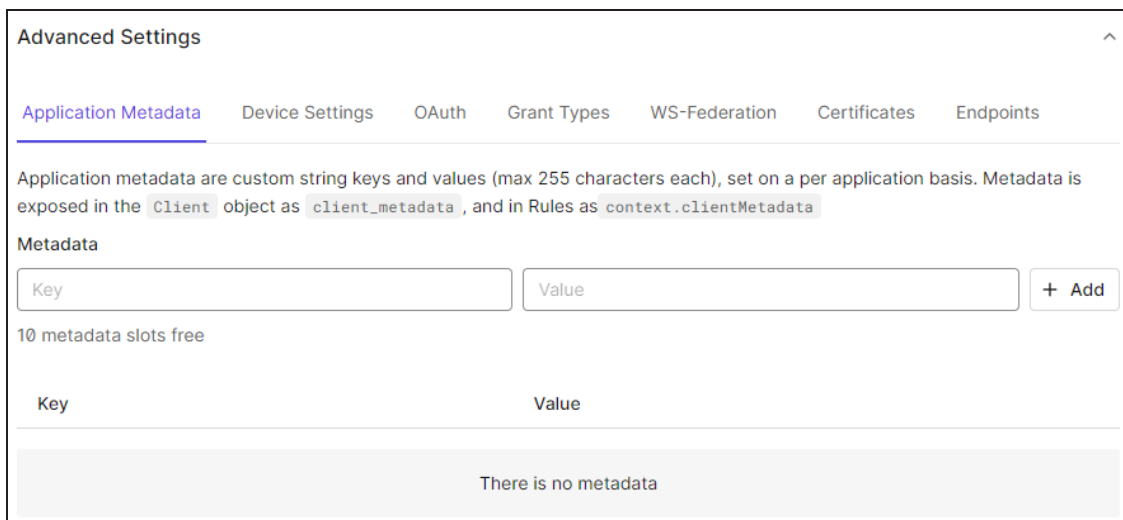 Advanced Settings
Application Metadata Device Settings OAuth Grant Types WS-Federation Certificates Endpoints
Application metadata are custom string keys and values (max 255 characters each), set on a per application basis. Metadata is
exposed in the Client object as client_metadata, and in Rules as context.clientMetadata
Metadata
Key Value + Add
10 metadata slots free
Key Value
There is no metadata